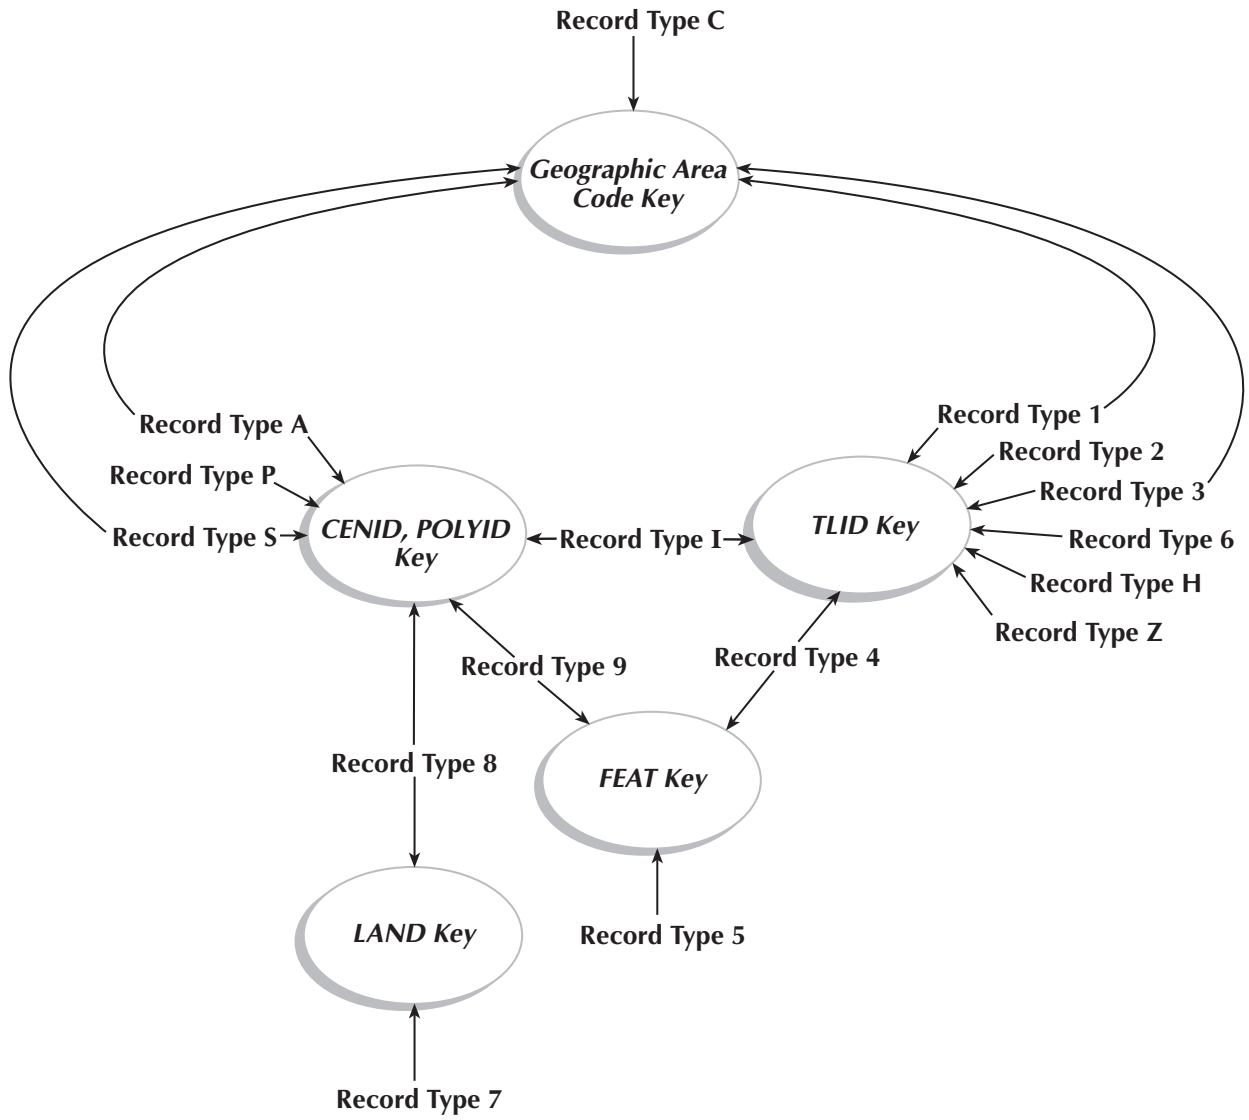 Record Type C
Geographic Area
Code Key
Record Type A
Record Type P
Record Type S
CENID, POLYID
Key
Record Type I
Record Type 1
Record Type 2
Record Type 3
TLID Key
Record Type 6
Record Type H
Record Type Z
Record Type 9
Record Type 4
Record Type 8
FEAT Key
LAND Key
Record Type 5
Record Type 7